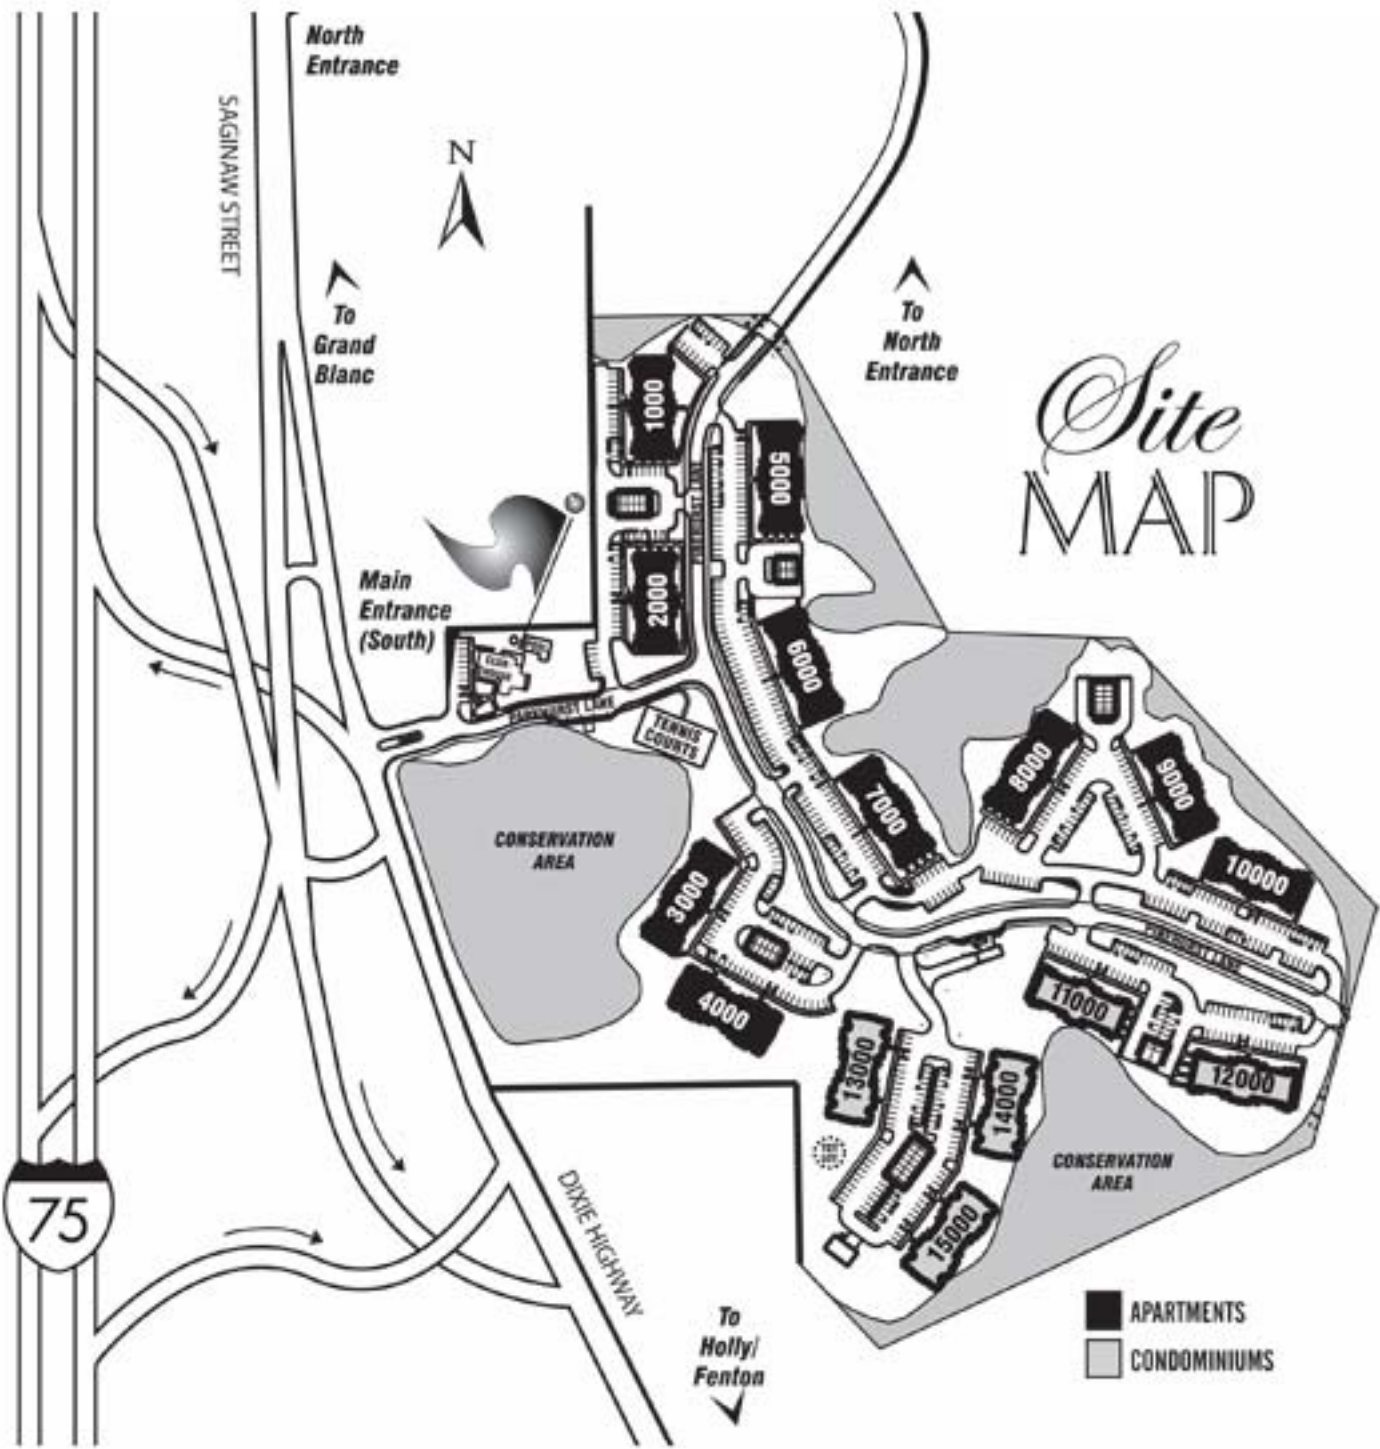 North
Entrance
SAGINAW STREET
N
To
Grand
Blanc
To
North
Entrance
Site
MAP
1000
5000
2000
Main
Entrance
(South)
6000
PARKHURST LANE
TENNIS
COURTS
8000
9000
7000
CONSERVATION
AREA
10000
3000
4000
11000
12000
13000
14000
15000
CONSERVATION
AREA
75
DIXIE HIGHWAY
To
Holly/
Fenton
APARTMENTS
CONDOMINIUMS